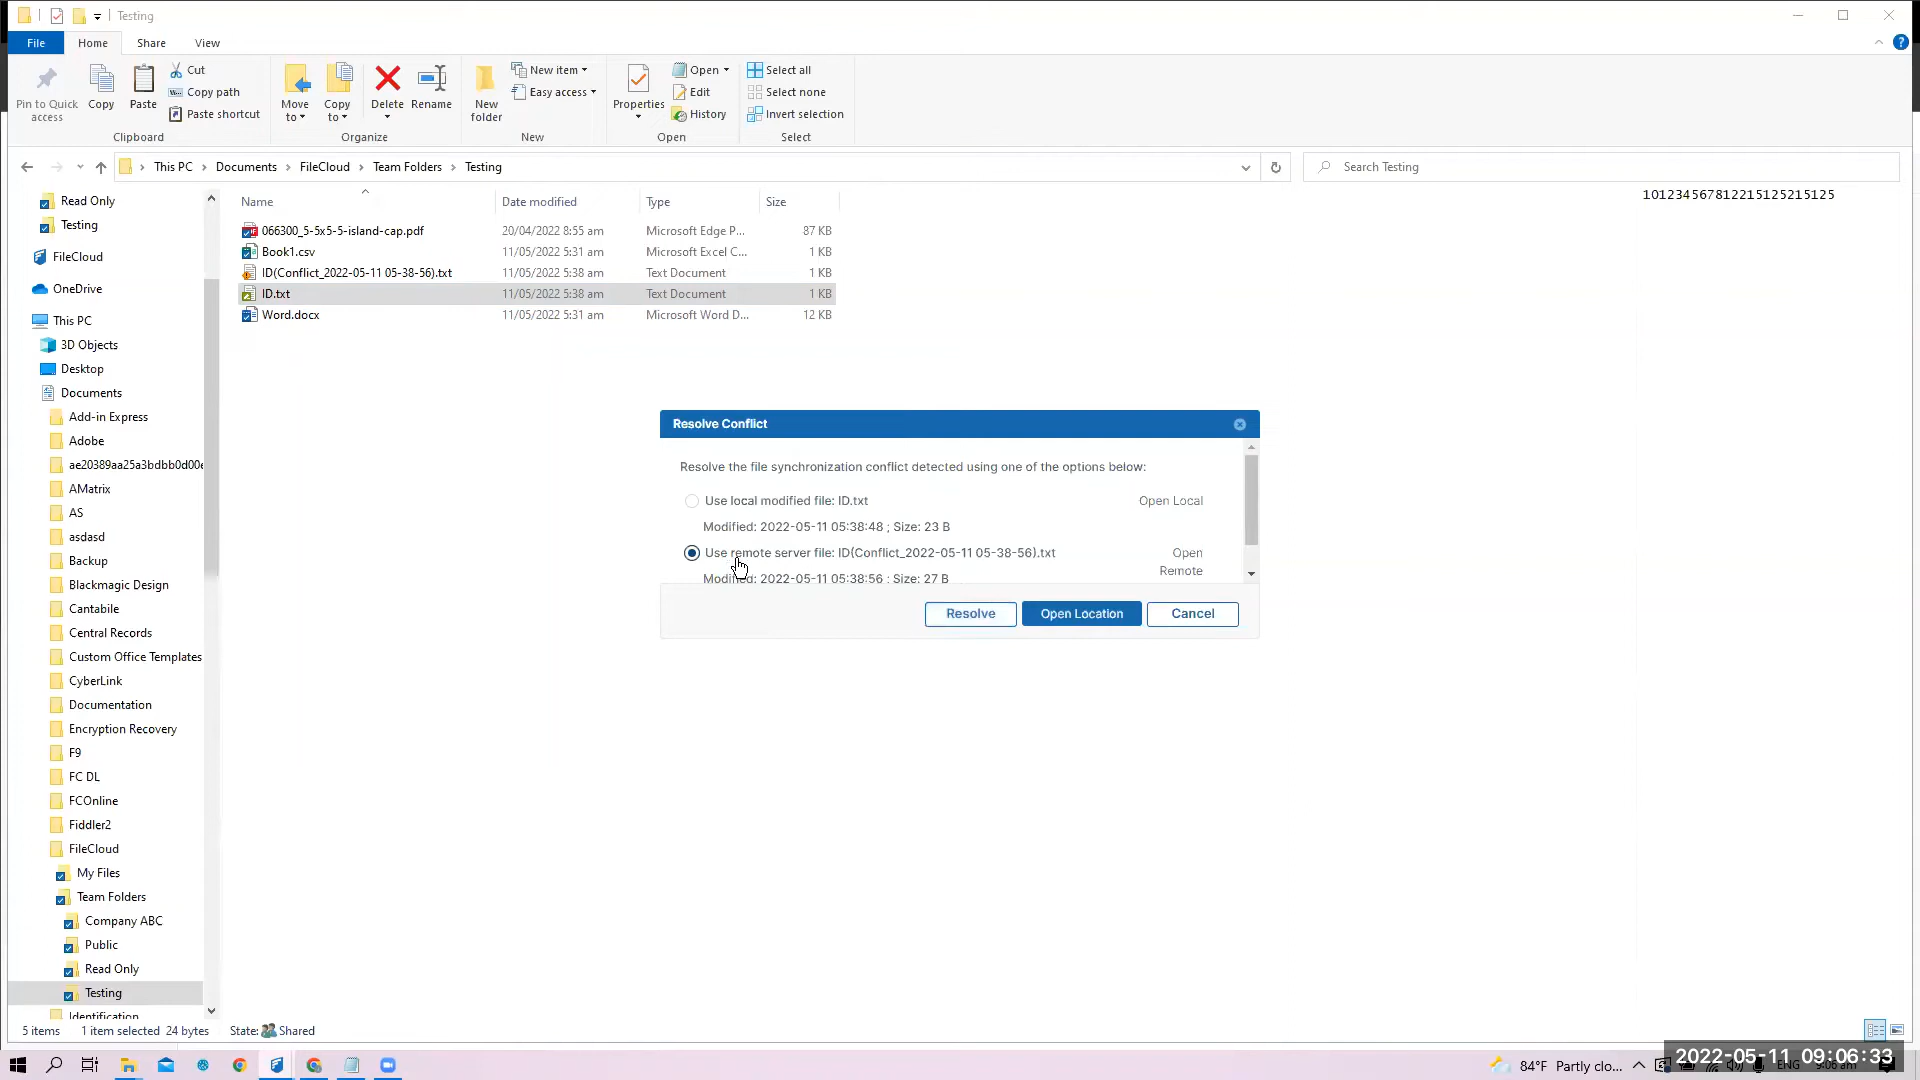 Testing
File Home Share View
Pin to Quick access
Copy
Paste
Cut
Copy path
Paste shortcut
Clipboard
Move to
Copy to
Delete
Rename
Organize
New folder
New item
Easy access
New
Properties
Open
Edit
History
Open
Select all
Select none
Invert selection
Select
This PC > Documents > FileCloud > Team Folders > Testing
Search Testing
Read Only
Testing
FileCloud
OneDrive
This PC
3D Objects
Desktop
Documents
Add-in Express
Adobe
ae20389aa25a3bdbb0d00e
AMatrix
AS
asdasd
Backup
Blackmagic Design
Cantabile
Central Records
Custom Office Templates
CyberLink
Documentation
Encryption Recovery
F9
FC DL
FCOnline
Fiddler2
FileCloud
My Files
Team Folders
Company ABC
Public
Read Only
Testing
Identification
Name Date modified Type Size
066300_5-5x5-5-island-cap.pdf 20/04/2022 8:55 am Microsoft Edge P... 87 KB
Book1.csv 11/05/2022 5:31 am Microsoft Excel C... 1 KB
ID(Conflict_2022-05-11 05-38-56).txt 11/05/2022 5:38 am Text Document 1 KB
ID.txt 11/05/2022 5:38 am Text Document 1 KB
Word.docx 11/05/2022 5:31 am Microsoft Word D... 12 KB
101234567812215125215125
Resolve Conflict
Resolve the file synchronization conflict detected using one of the options below:
Use local modified file: ID.txt Open Local
Modified: 2022-05-11 05:38:48 ; Size: 23 B
Use remote server file: ID(Conflict_2022-05-11 05-38-56).txt Open Remote
Modified: 2022-05-11 05:38:56 ; Size: 27 B
Resolve Open Location Cancel
5 items 1 item selected 24 bytes State: Shared
84°F Partly clo...
ENG
2022-05-11 09:06:33